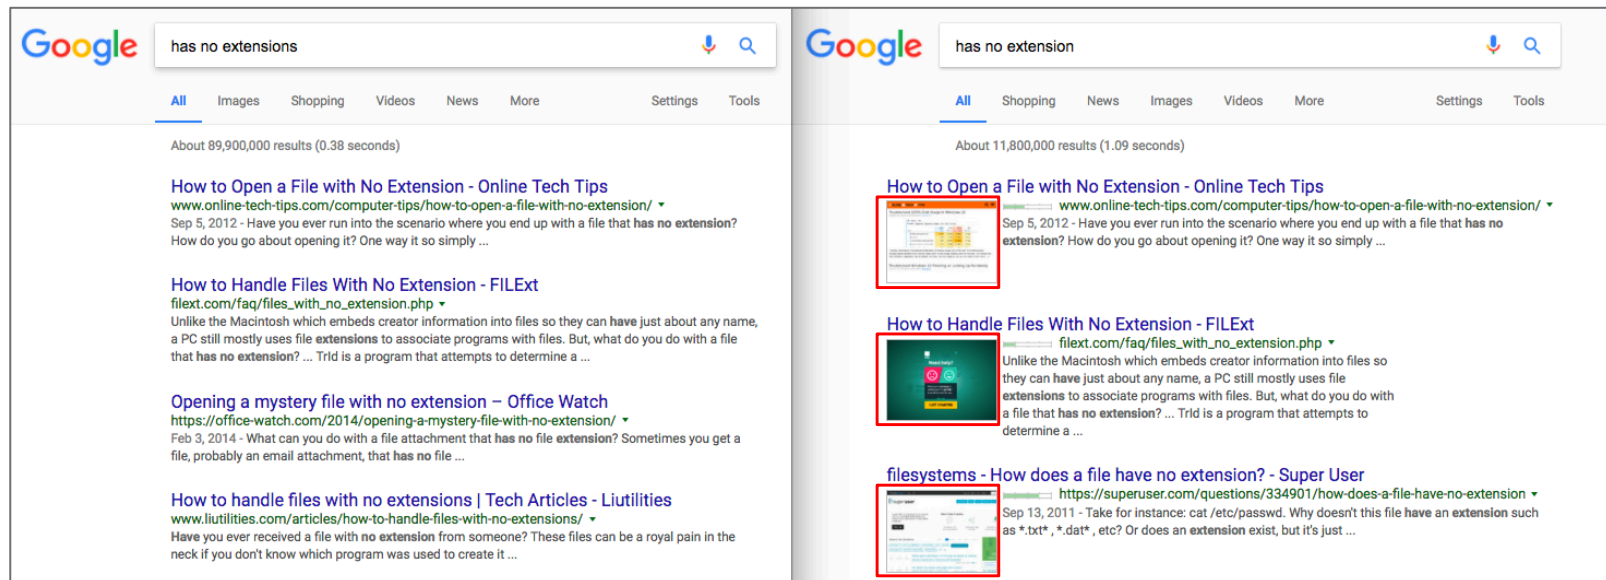 Google
has no extensions
All Images Shopping Videos News More Settings Tools
About 89,900,000 results (0.38 seconds)
How to Open a File with No Extension - Online Tech Tips
www.online-tech-tips.com/computer-tips/how-to-open-a-file-with-no-extension/
Sep 5, 2012 - Have you ever run into the scenario where you end up with a file that has no extension?
How do you go about opening it? One way it so simply ...
How to Handle Files With No Extension - FILExt
filext.com/faq/files_with_no_extension.php
Unlike the Macintosh which embeds creator information into files so they can have just about any name,
a PC still mostly uses file extensions to associate programs with files. But, what do you do with a file
that has no extension? ... TrId is a program that attempts to determine a ...
Opening a mystery file with no extension – Office Watch
https://office-watch.com/2014/opening-a-mystery-file-with-no-extension/
Feb 3, 2014 - What can you do with a file attachment that has no file extension? Sometimes you get a
file, probably an email attachment, that has no file ...
How to handle files with no extensions | Tech Articles - Liutilities
www.liutilities.com/articles/how-to-handle-files-with-no-extensions/
Have you ever received a file with no extension from someone? These files can be a royal pain in the
neck if you don't know which program was used to create it ...
Google
has no extension
All Shopping News Images Videos More Settings Tools
About 11,800,000 results (1.09 seconds)
How to Open a File with No Extension - Online Tech Tips
www.online-tech-tips.com/computer-tips/how-to-open-a-file-with-no-extension/
Sep 5, 2012 - Have you ever run into the scenario where you end up with a file that has no
extension? How do you go about opening it? One way it so simply ...
How to Handle Files With No Extension - FILExt
filext.com/faq/files_with_no_extension.php
Need help?
Unlike the Macintosh which embeds creator information into files so
they can have just about any name, a PC still mostly uses file
extensions to associate programs with files. But, what do you do with
a file that has no extension? ... TrId is a program that attempts to
determine a ...
filesystems - How does a file have no extension? - Super User
https://superuser.com/questions/334901/how-does-a-file-have-no-extension
superuser
Sep 13, 2011 - Take for instance: cat /etc/passwd. Why doesn't this file have an extension such
as *.txt* , *.dat* , etc? Or does an extension exist, but it's just ...